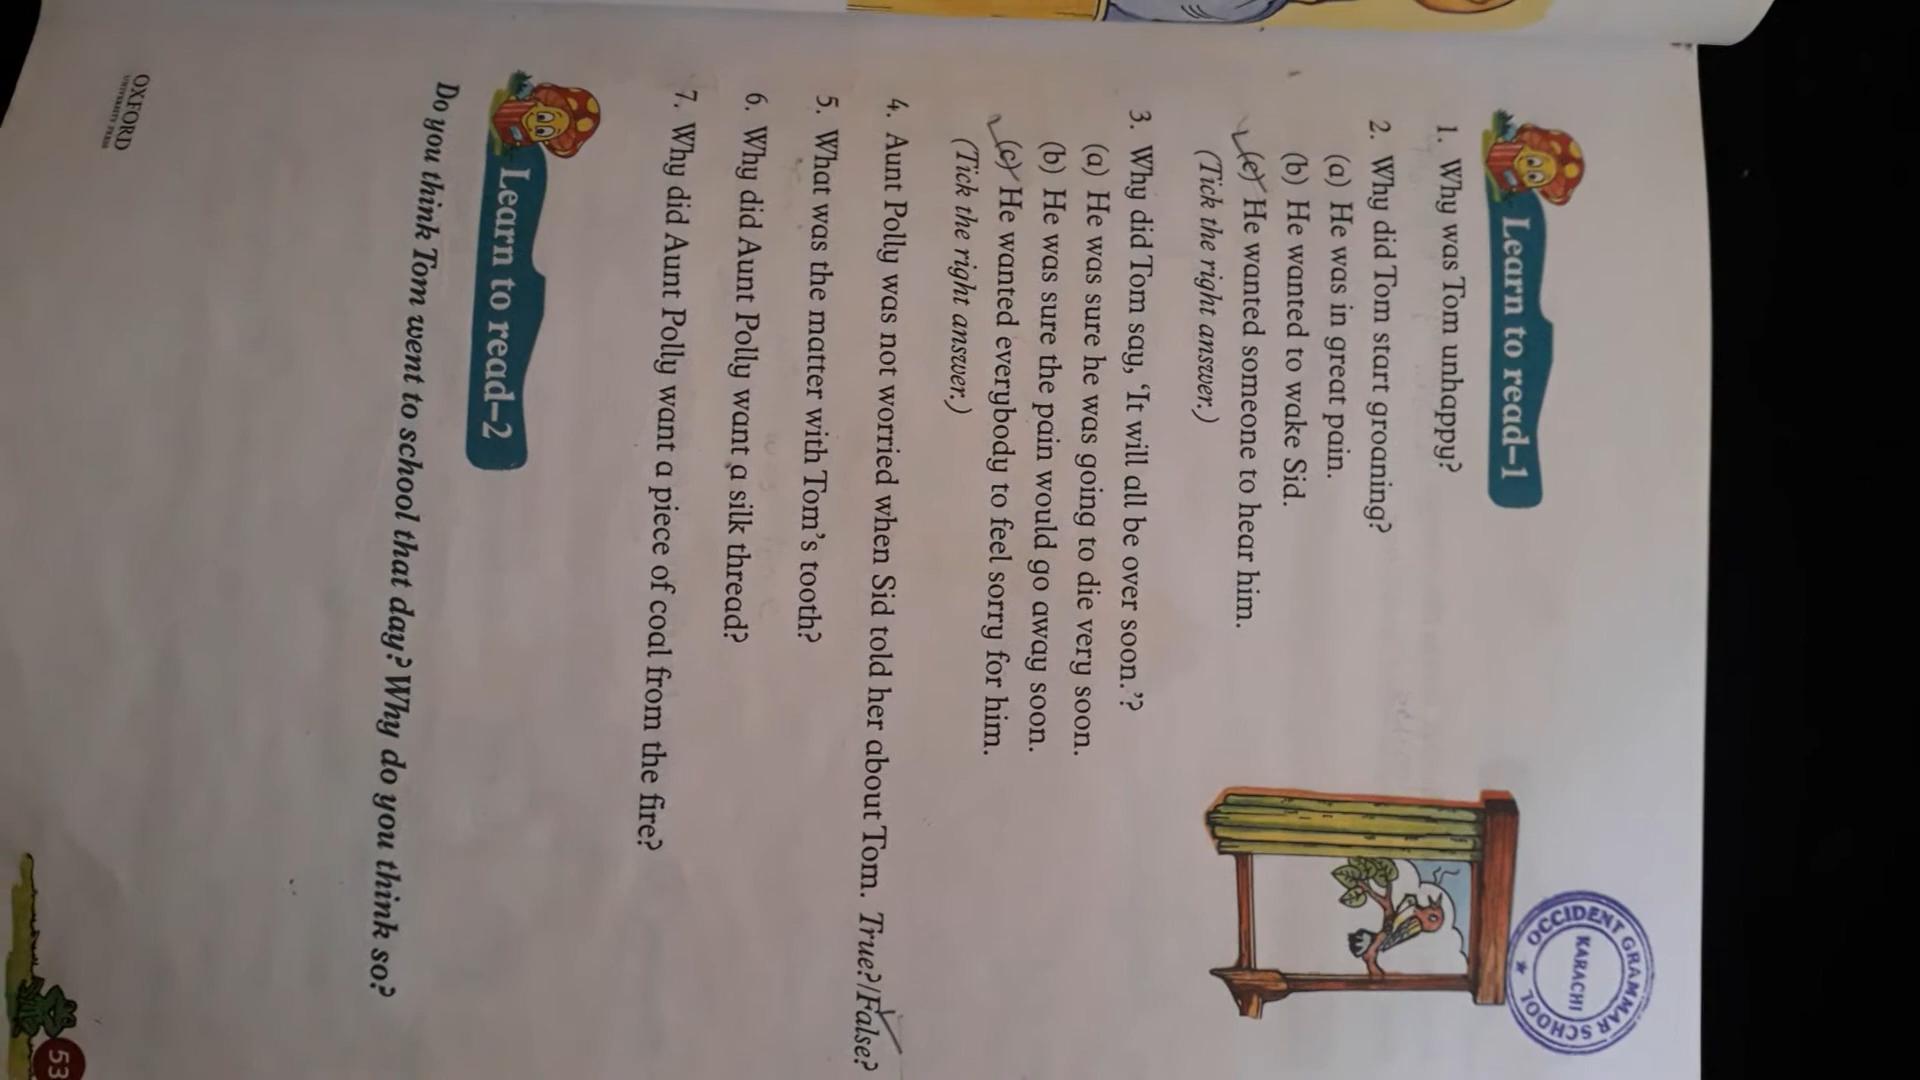 OCCIDENT GRAMMAR SCHOOL
KARACHI
Learn to read–1
1. Why was Tom unhappy?
2. Why did Tom start groaning?
(a) He was in great pain.
(b) He wanted to wake Sid.
(c) He wanted someone to hear him.
(Tick the right answer.)
3. Why did Tom say, ‘It will all be over soon.’?
(a) He was sure he was going to die very soon.
(b) He was sure the pain would go away soon.
(c) He wanted everybody to feel sorry for him.
(Tick the right answer.)
4. Aunt Polly was not worried when Sid told her about Tom. True?/False?
5. What was the matter with Tom’s tooth?
6. Why did Aunt Polly want a silk thread?
7. Why did Aunt Polly want a piece of coal from the fire?
Learn to read–2
Do you think Tom went to school that day? Why do you think so?
OXFORD
UNIVERSITY PRESS
53